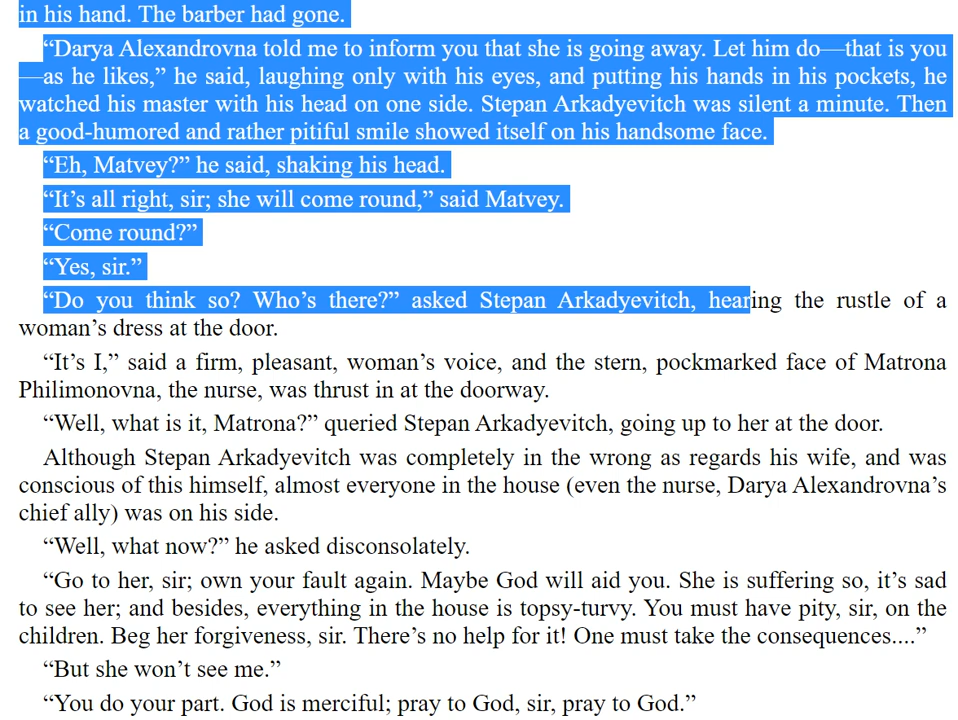 in his hand. The barber had gone.
“Darya Alexandrovna told me to inform you that she is going away. Let him do—that is you
—as he likes,” he said, laughing only with his eyes, and putting his hands in his pockets, he
watched his master with his head on one side. Stepan Arkadyevitch was silent a minute. Then
a good-humored and rather pitiful smile showed itself on his handsome face.
“Eh, Matvey?” he said, shaking his head.
“It’s all right, sir; she will come round,” said Matvey.
“Come round?”
“Yes, sir.”
“Do you think so? Who’s there?” asked Stepan Arkadyevitch, hearing the rustle of a
woman’s dress at the door.
“It’s I,” said a firm, pleasant, woman’s voice, and the stern, pockmarked face of Matrona
Philimonovna, the nurse, was thrust in at the doorway.
“Well, what is it, Matrona?” queried Stepan Arkadyevitch, going up to her at the door.
Although Stepan Arkadyevitch was completely in the wrong as regards his wife, and was
conscious of this himself, almost everyone in the house (even the nurse, Darya Alexandrovna’s
chief ally) was on his side.
“Well, what now?” he asked disconsolately.
“Go to her, sir; own your fault again. Maybe God will aid you. She is suffering so, it’s sad
to see her; and besides, everything in the house is topsy-turvy. You must have pity, sir, on the
children. Beg her forgiveness, sir. There’s no help for it! One must take the consequences....”
“But she won’t see me.”
“You do your part. God is merciful; pray to God, sir, pray to God.”